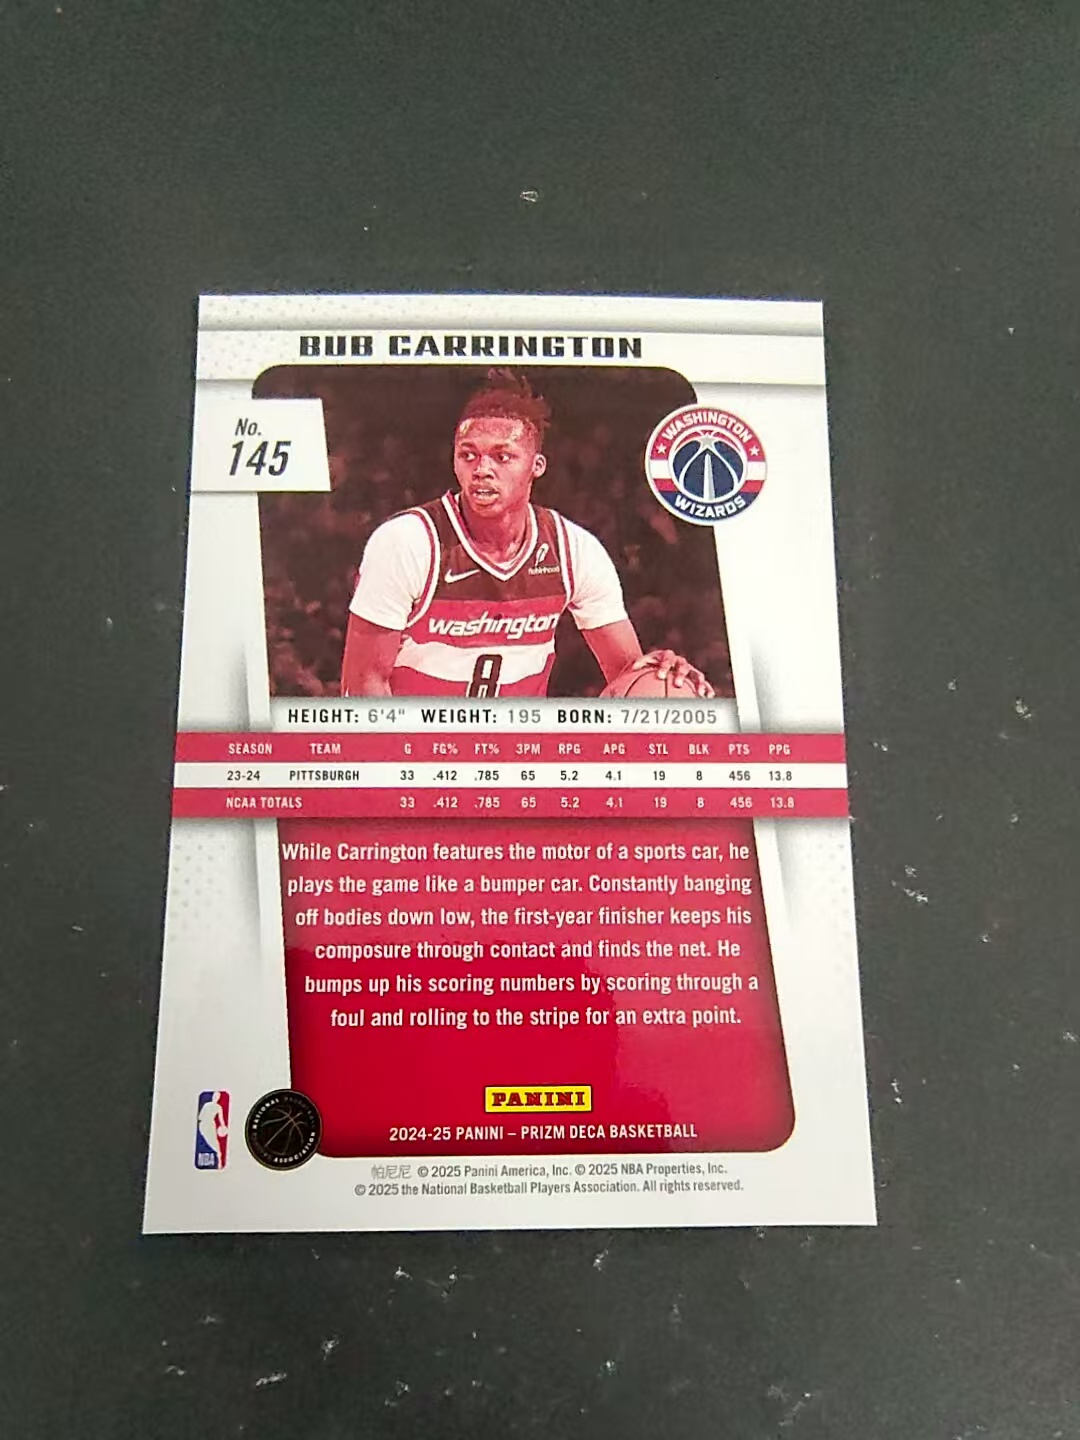 BUB CARRINGTON
No.
145
WASHINGTON
WIZARDS
washington
8
HEIGHT: 6'4" WEIGHT: 195 BORN: 7/21/2005
SEASON TEAM G FG% FT% 3PM RPG APG STL BLK PTS PPG
23-24 PITTSBURGH 33 .412 .785 65 5.2 4.1 19 8 456 13.8
NCAA TOTALS 33 .412 .785 65 5.2 4.1 19 8 456 13.8
While Carrington features the motor of a sports car, he
plays the game like a bumper car. Constantly banging
off bodies down low, the first-year finisher keeps his
composure through contact and finds the net. He
bumps up his scoring numbers by scoring through a
foul and rolling to the stripe for an extra point.
PANINI
2024-25 PANINI – PRIZM DECA BASKETBALL
NBA
NATIONAL
ASSOCIATION
帕尼尼 © 2025 Panini America, Inc. © 2025 NBA Properties, Inc.
© 2025 the National Basketball Players Association. All rights reserved.